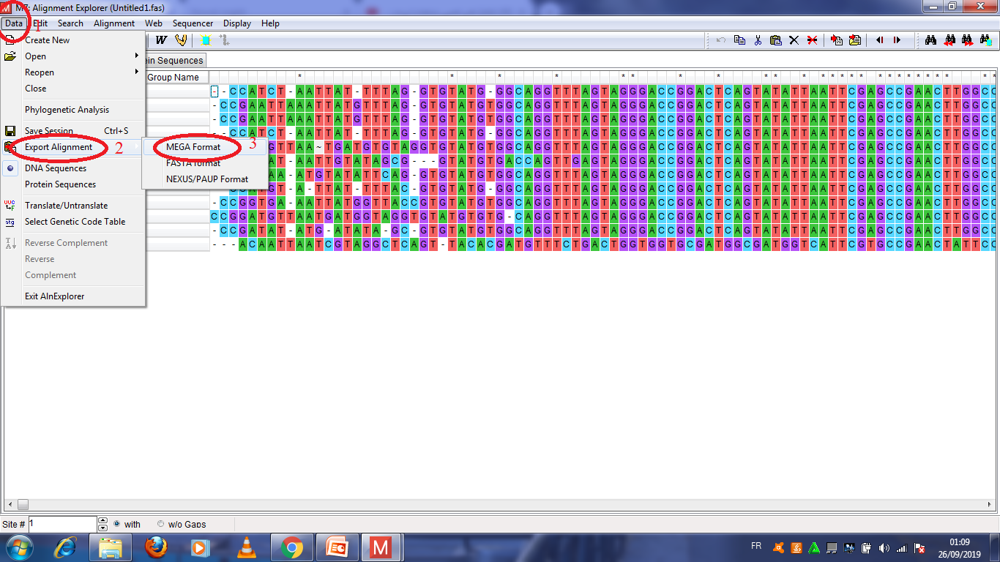 M7: Alignment Explorer (Untitled1.fas)
Data Edit Search Alignment Web Sequencer Display Help
1
Create New
W
Open
ein Sequences
Reopen
Group Name
Close
Phylogenetic Analysis
Save Session Ctrl+S
Export Alignment 2
MEGA Format 3
FASTA format
NEXUS/PAUP Format
DNA Sequences
Protein Sequences
Translate/Untranslate
Select Genetic Code Table
Reverse Complement
Reverse
Complement
Exit AlnExplorer
--CCATCT-AATTAT-TTTAG-GTGTATG-GGCAGGTTTAGTAGGGACCGGACTCAGTATATTAATTCGAGCCGAACTTGGCC
-CCGAATTAAATTATGTTTAG-GTGTATGTGGCAGGTTTAGTAGGGACCGGACTCAGTATATTAATTCGAGCCGAACTTGGCC
-CCGAATTAAATTATGTTTAG-GTGTATGTGGCAGGTTTAGTAGGGACCGGACTCAGTATATTAATTCGAGCCGAACTTGGCC
--CCATCT-AATTAT-TTTAG-GTGTATG-GGCAGGTTTAGTAGGGACCGGACTCAGTATATTAATTCGAGCCGAACTTGGCC
GTTAA~TGATGTGTAGGTGTATGTGGCAGGTTTAGTAGGGACCGGACTCAGTATATTAATTCGAGCCGAACTTGGCC
AT-AATTGTATAGCG---GTATGTGACCAGTTGAGTAGGGACCGGACTCAGTATATTAATTCGAGCCGAACTTGGCC
AA-ATGTATATTCAG-GTGTATGTGGCAGGTTTAGTAGGGACCGGACTCAGTATATTAATTCGAGCCGAACTTGGCC
--CCATGT-A-TTAT-TTTAC-GTGTATG-GGCAGGTTTAGTAGGGACCGGACTCAGTATATTAATTCGAGCCGAACTTGGCC
-CCGGTGA-AATTATGGTTACCGTGTATGTGGCAGGTTTAGTAGGGACCGGACTCAGTATATTAATTCGAGCCGAACTTGGCC
CCGGATGTTAATGATGGTAGGTGTATGTGTG-CAGGTTTAGTAGGGACCGGACTCAGTATATTAATTCGAGCCGAACTTGGCC
-CCGATAT-ATG-ATATA-GC-GTGTATGTGGCAGGTTTAGTAGGGACCGGACTCAGTATATTAATTCGAGCCGAACTTGGCC
---ACAATTAATCGTAGGCTCAGT-TACACGATGTTTCTGACTGGTGGTGCGATGGCGATGGTCATTCGTGCCGAACTATTCC
Site # 1 with w/o Gaps
FR
01:09
26/09/2019